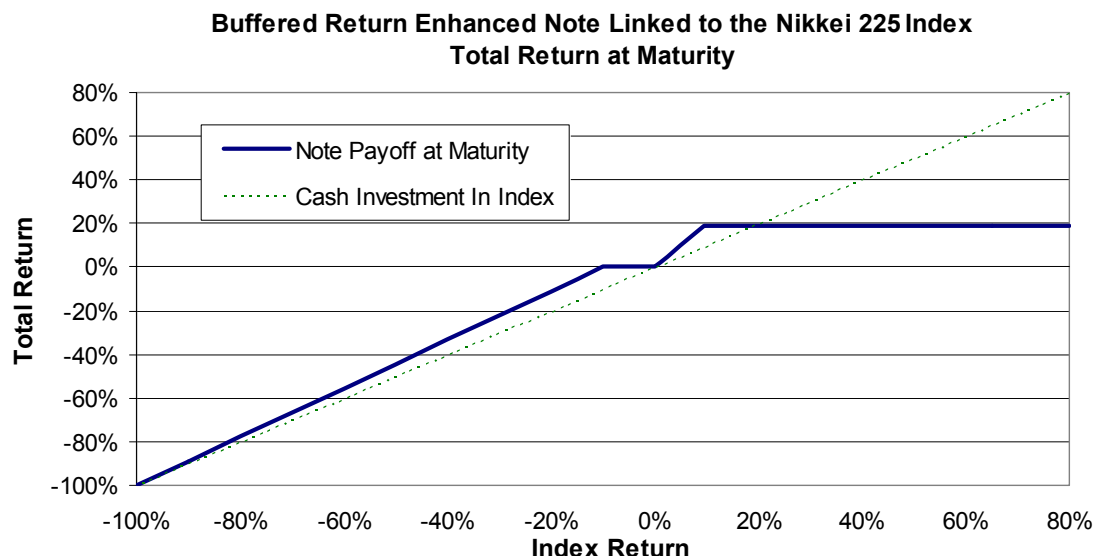 Buffered Return Enhanced Note Linked to the Nikkei 225 Index
Total Return at Maturity
80%
60%
40%
20%
0%
-20%
-40%
-60%
-80%
-100%
Total Return
Note Payoff at Maturity
Cash Investment In Index
-100% -80% -60% -40% -20% 0% 20% 40% 60% 80%
Index Return